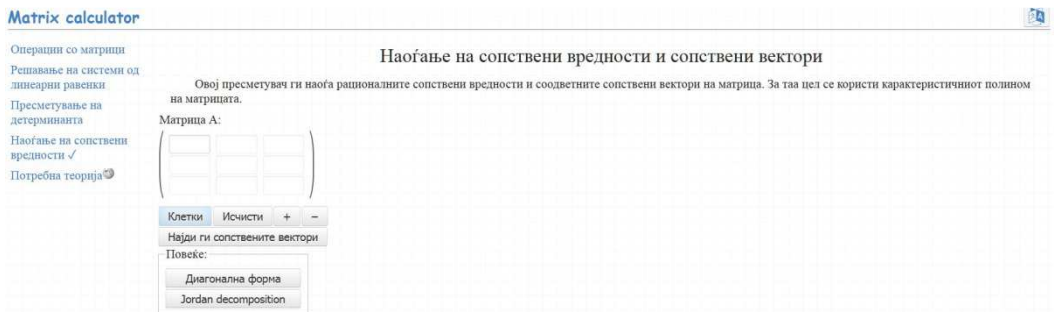 Matrix calculator
Операции со матрици
Решавање на системи од
линеарни равенки
Пресметување на
детерминанта
Наоѓање на сопствени
вредности ✓
Потребна теорија
Наоѓање на сопствени вредности и сопствени вектори
Овој пресметувач ги наоѓа рационалните сопствени вредности и соодветните сопствени вектори на матрица. За таа цел се користи карактеристичниот полином
на матрицата.
Матрица A:
Клетки Исчисти + −
Најди ги сопствените вектори
Повеќе:
Диагонална форма
Jordan decomposition